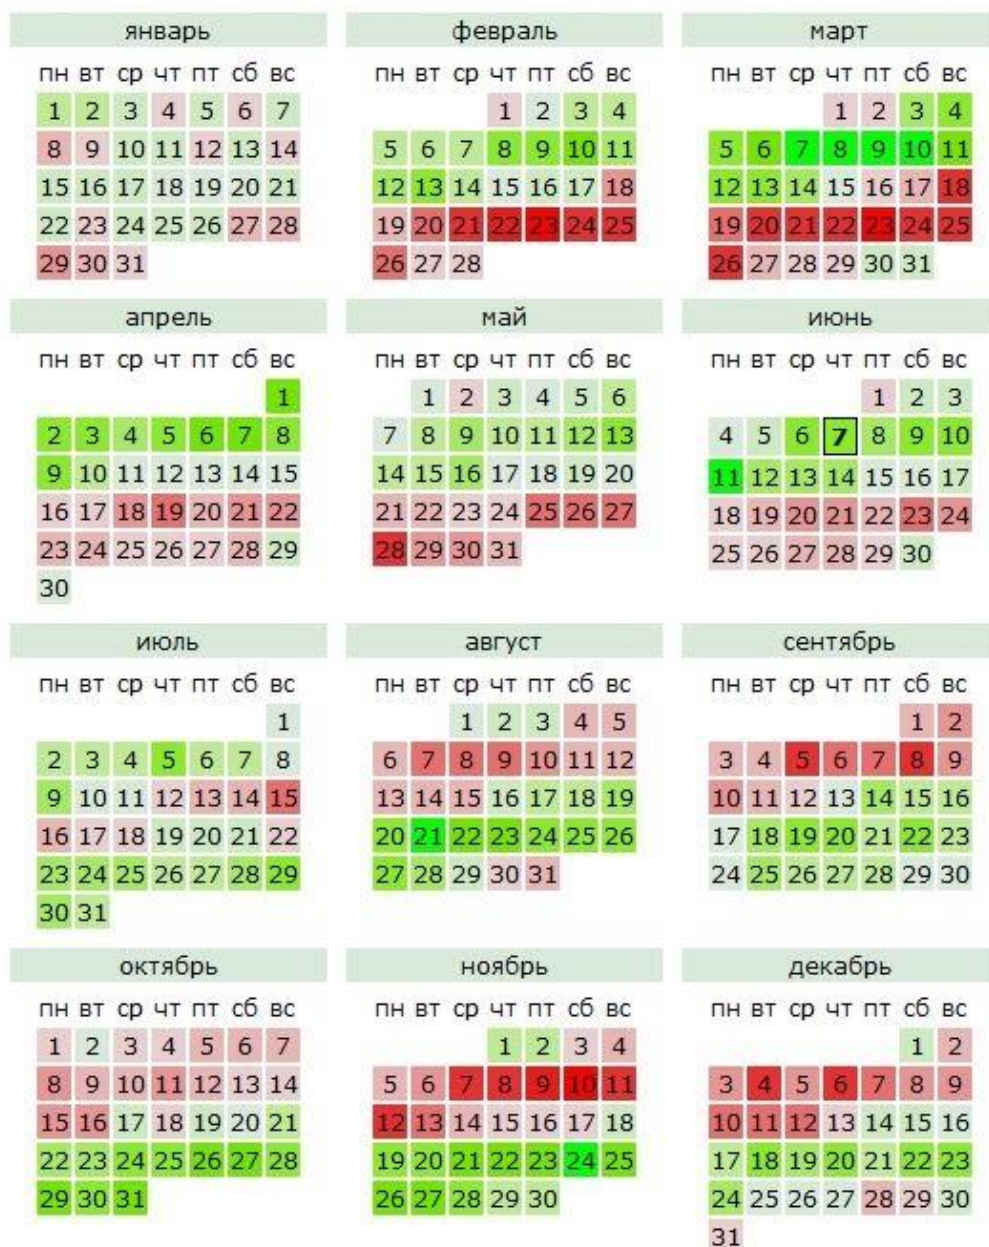 январь
пн вт ср чт пт сб вс
1 2 3 4 5 6 7
8 9 10 11 12 13 14
15 16 17 18 19 20 21
22 23 24 25 26 27 28
29 30 31
февраль
пн вт ср чт пт сб вс
1 2 3 4
5 6 7 8 9 10 11
12 13 14 15 16 17 18
19 20 21 22 23 24 25
26 27 28
март
пн вт ср чт пт сб вс
1 2 3 4
5 6 7 8 9 10 11
12 13 14 15 16 17 18
19 20 21 22 23 24 25
26 27 28 29 30 31
апрель
пн вт ср чт пт сб вс
1
2 3 4 5 6 7 8
9 10 11 12 13 14 15
16 17 18 19 20 21 22
23 24 25 26 27 28 29
30
май
пн вт ср чт пт сб вс
1 2 3 4 5 6
7 8 9 10 11 12 13
14 15 16 17 18 19 20
21 22 23 24 25 26 27
28 29 30 31
июнь
пн вт ср чт пт сб вс
1 2 3
4 5 6 7 8 9 10
11 12 13 14 15 16 17
18 19 20 21 22 23 24
25 26 27 28 29 30
июль
пн вт ср чт пт сб вс
1
2 3 4 5 6 7 8
9 10 11 12 13 14 15
16 17 18 19 20 21 22
23 24 25 26 27 28 29
30 31
август
пн вт ср чт пт сб вс
1 2 3 4 5
6 7 8 9 10 11 12
13 14 15 16 17 18 19
20 21 22 23 24 25 26
27 28 29 30 31
сентябрь
пн вт ср чт пт сб вс
1 2
3 4 5 6 7 8 9
10 11 12 13 14 15 16
17 18 19 20 21 22 23
24 25 26 27 28 29 30
октябрь
пн вт ср чт пт сб вс
1 2 3 4 5 6 7
8 9 10 11 12 13 14
15 16 17 18 19 20 21
22 23 24 25 26 27 28
29 30 31
ноябрь
пн вт ср чт пт сб вс
1 2 3 4
5 6 7 8 9 10 11
12 13 14 15 16 17 18
19 20 21 22 23 24 25
26 27 28 29 30
декабрь
пн вт ср чт пт сб вс
1 2
3 4 5 6 7 8 9
10 11 12 13 14 15 16
17 18 19 20 21 22 23
24 25 26 27 28 29 30
31